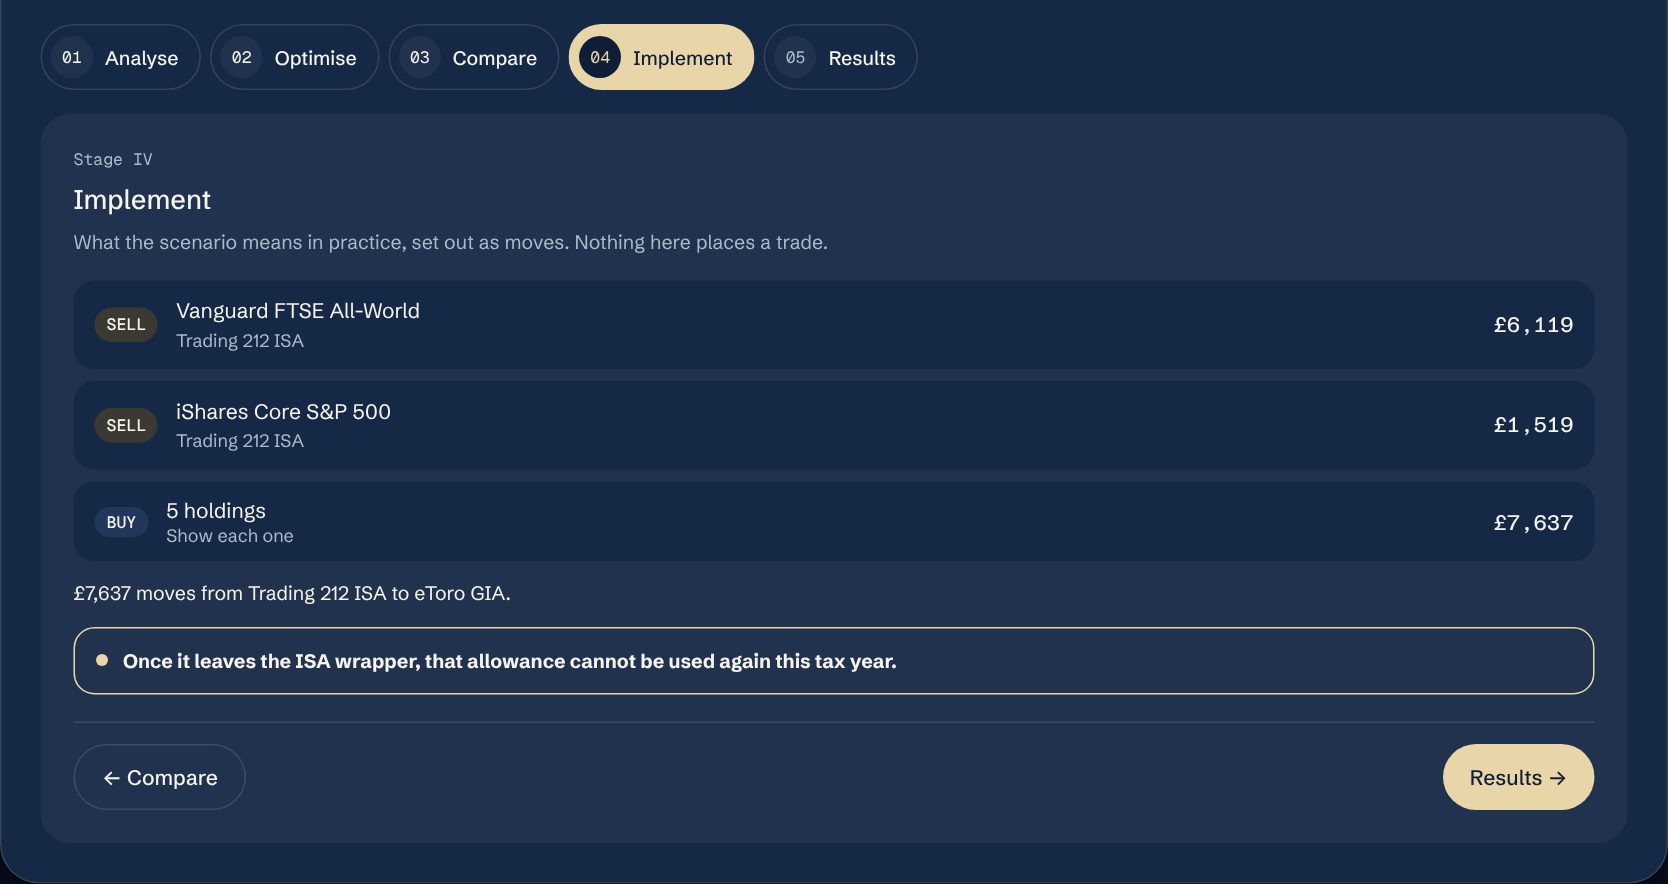 01 Analyse
02 Optimise
03 Compare
04 Implement
05 Results
Stage IV
Implement
What the scenario means in practice, set out as moves. Nothing here places a trade.
SELL
Vanguard FTSE All-World
Trading 212 ISA
£6,119
SELL
iShares Core S&P 500
Trading 212 ISA
£1,519
BUY
5 holdings
Show each one
£7,637
£7,637 moves from Trading 212 ISA to eToro GIA.
Once it leaves the ISA wrapper, that allowance cannot be used again this tax year.
← Compare
Results →